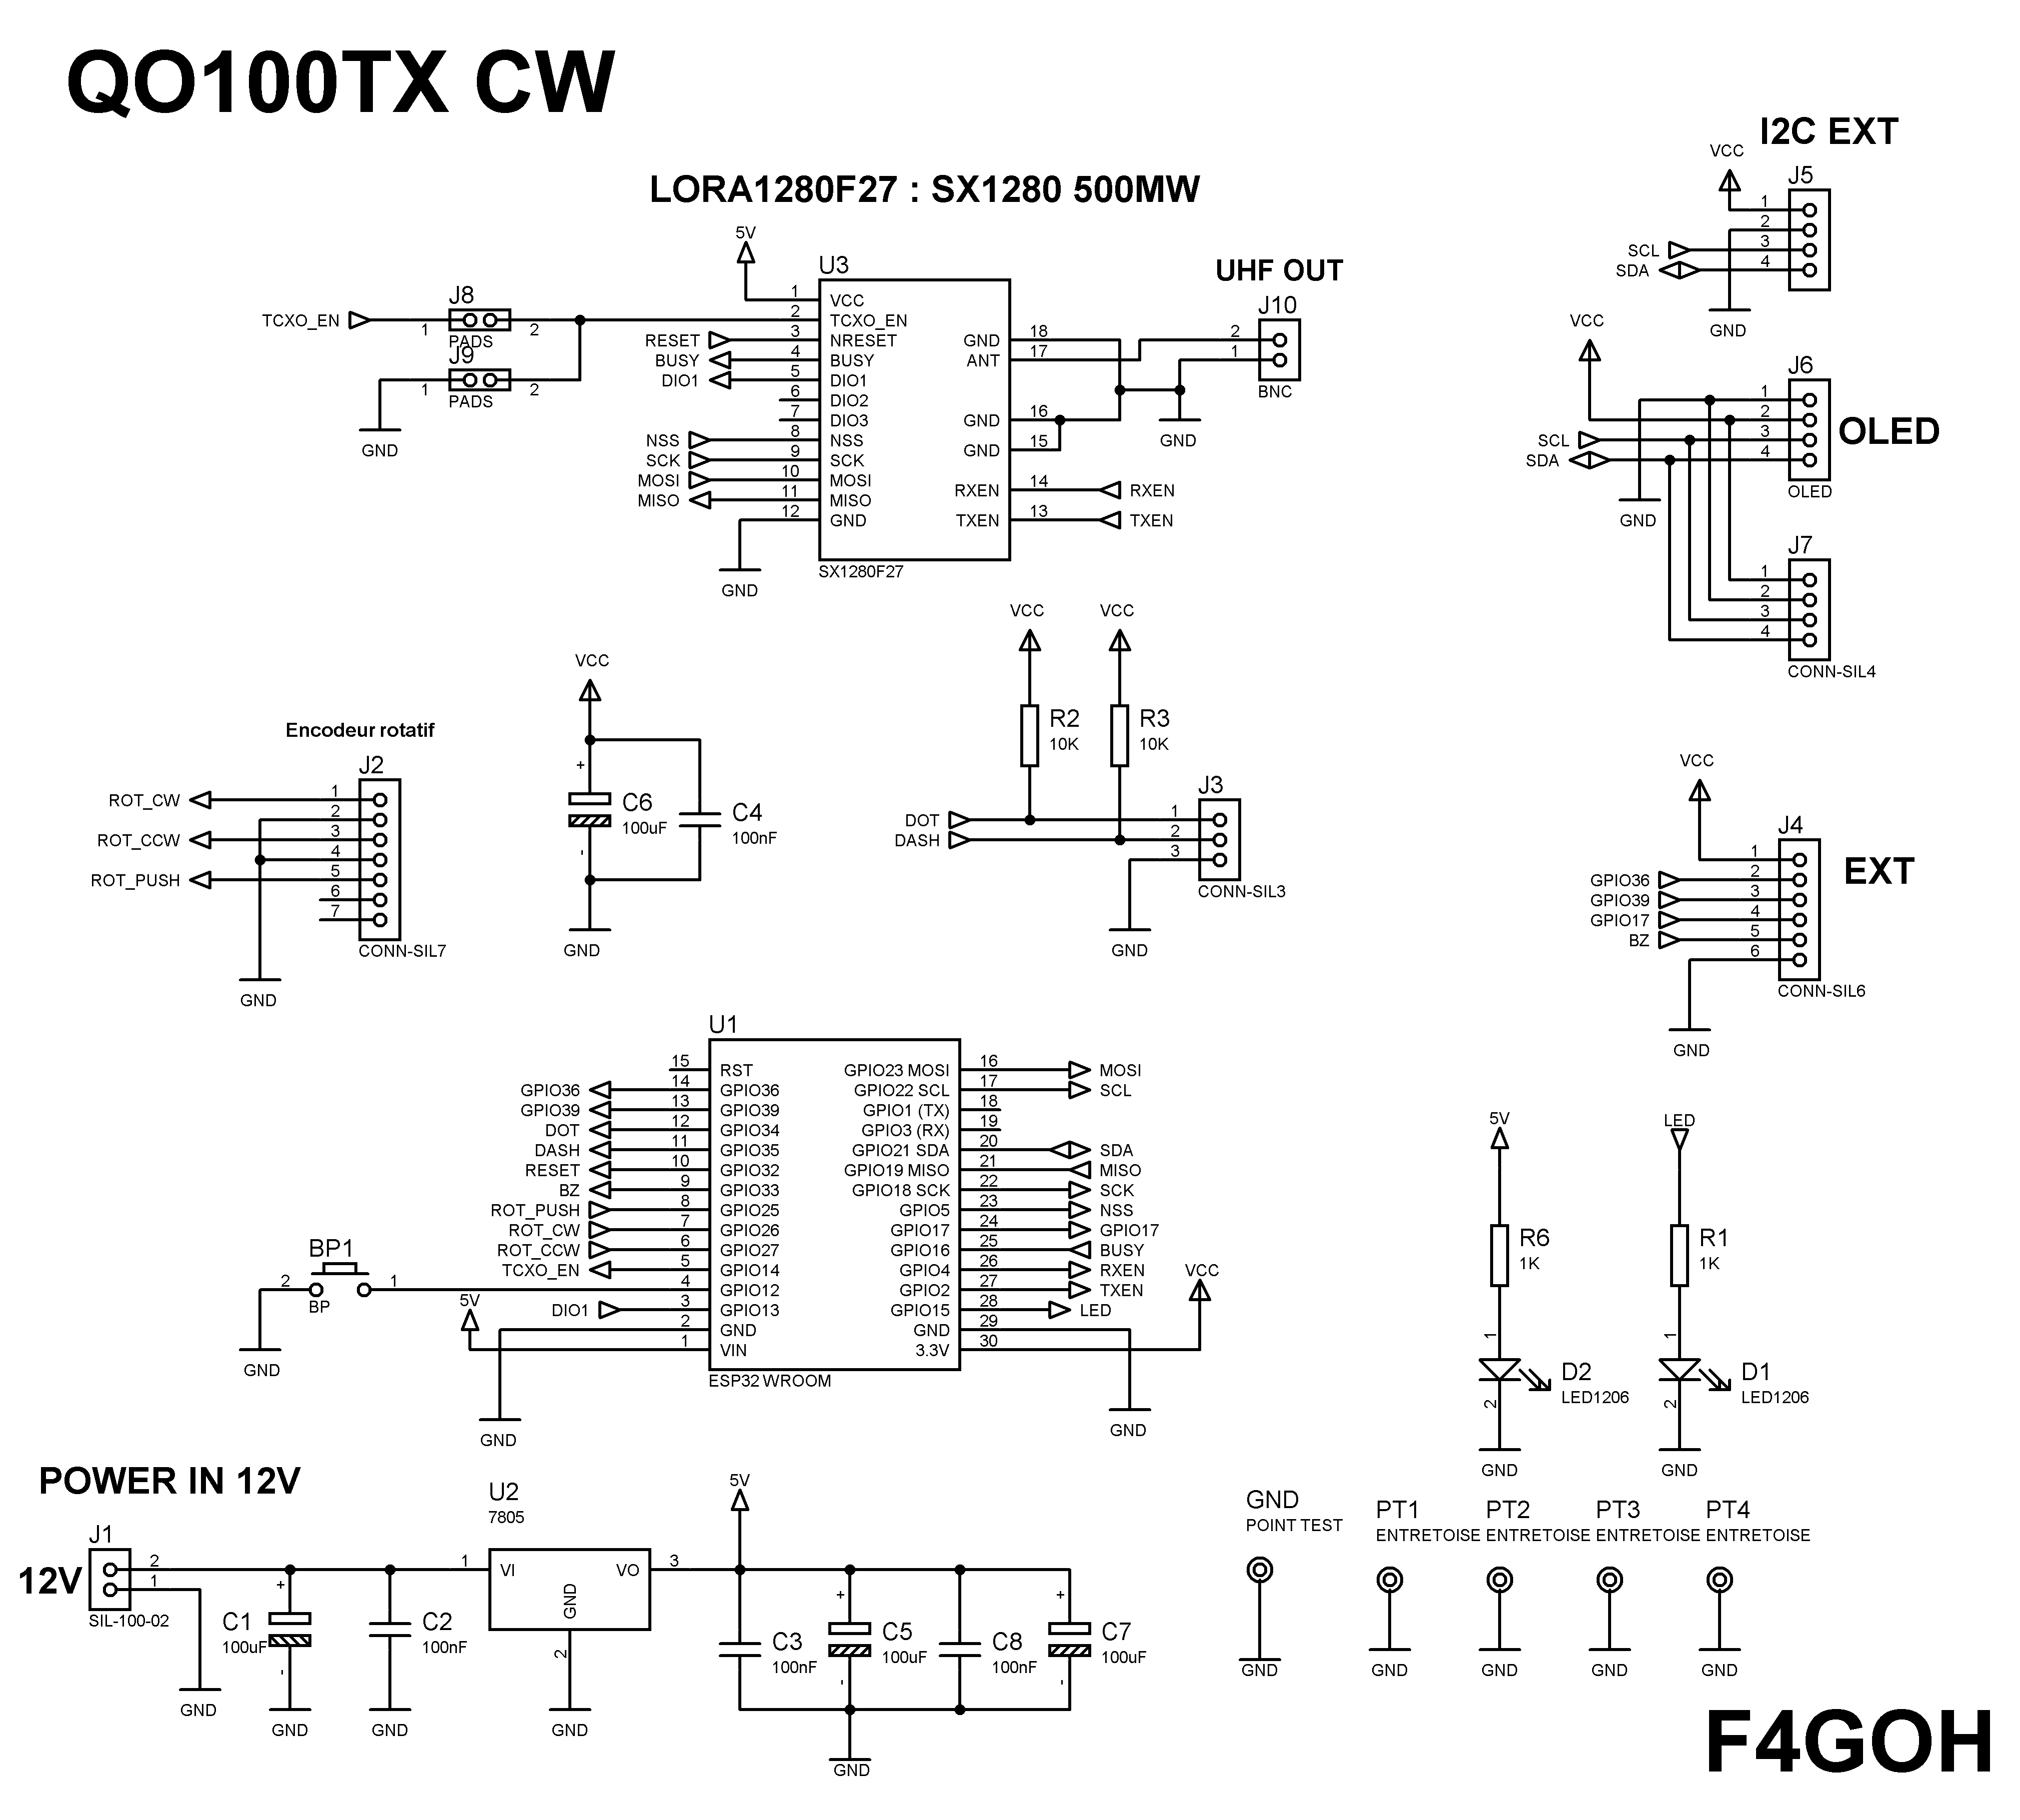 QO100TX CW
I2C EXT
LORA1280F27 : SX1280 500MW
VCC
J5
1
2
3
4
SCL
SDA
GND
5V
U3
UHF OUT
J10
2
1
BNC
GND
TCXO_EN
J8
1
2
PADS
J9
1
2
PADS
GND
1 VCC
2 TCXO_EN
RESET 3 NRESET
BUSY 4 BUSY
DIO1 5 DIO1
6 DIO2
7 DIO3
NSS 8 NSS
SCK 9 SCK
MOSI 10 MOSI
MISO 11 MISO
12 GND
GND
GND 18
ANT 17
GND 16
GND 15
RXEN 14 RXEN
TXEN 13 TXEN
SX1280F27
VCC
J6
1
2
3
4
SCL
SDA
OLED
OLED
GND
J7
1
2
3
4
CONN-SIL4
Encodeur rotatif
J2
ROT_CW 1
2
ROT_CCW 3
4
ROT_PUSH 5
6
7
CONN-SIL7
GND
VCC
+
C6
100uF
-
C4
100nF
GND
VCC
VCC
R2
10K
R3
10K
J3
DOT 1
DASH 2
3
CONN-SIL3
GND
VCC
J4
1
GPIO36 2
GPIO39 3
GPIO17 4
BZ 5
6
EXT
CONN-SIL6
GND
U1
15 RST
GPIO36 14 GPIO36
GPIO39 13 GPIO39
DOT 12 GPIO34
DASH 11 GPIO35
RESET 10 GPIO32
BZ 9 GPIO33
ROT_PUSH 8 GPIO25
ROT_CW 7 GPIO26
ROT_CCW 6 GPIO27
TCXO_EN 5 GPIO14
4 GPIO12
DIO1 3 GPIO13
2 GND
1 VIN
GPIO23 MOSI 16 MOSI
GPIO22 SCL 17 SCL
GPIO1 (TX) 18
GPIO3 (RX) 19
GPIO21 SDA 20 SDA
GPIO19 MISO 21 MISO
GPIO18 SCK 22 SCK
GPIO5 23 NSS
GPIO17 24 GPIO17
GPIO16 25 BUSY
GPIO4 26 RXEN
GPIO2 27 TXEN
GPIO15 28 LED
GND 29
3.3V 30
ESP32 WROOM
BP1
2
1
BP
GND
5V
GND
VCC
GND
5V
R6
1K
1
D2
LED1206
2
GND
LED
R1
1K
1
D1
LED1206
2
GND
POWER IN 12V
J1
12V
2
1
SIL-100-02
GND
+
C1
100uF
-
GND
C2
100nF
GND
U2
7805
1 VI
VO 3
GND
2
GND
5V
C3
100nF
+
C5
100uF
-
C8
100nF
+
C7
100uF
-
GND
GND
POINT TEST
GND
PT1
ENTRETOISE
GND
PT2
ENTRETOISE
GND
PT3
ENTRETOISE
GND
PT4
ENTRETOISE
GND
F4GOH